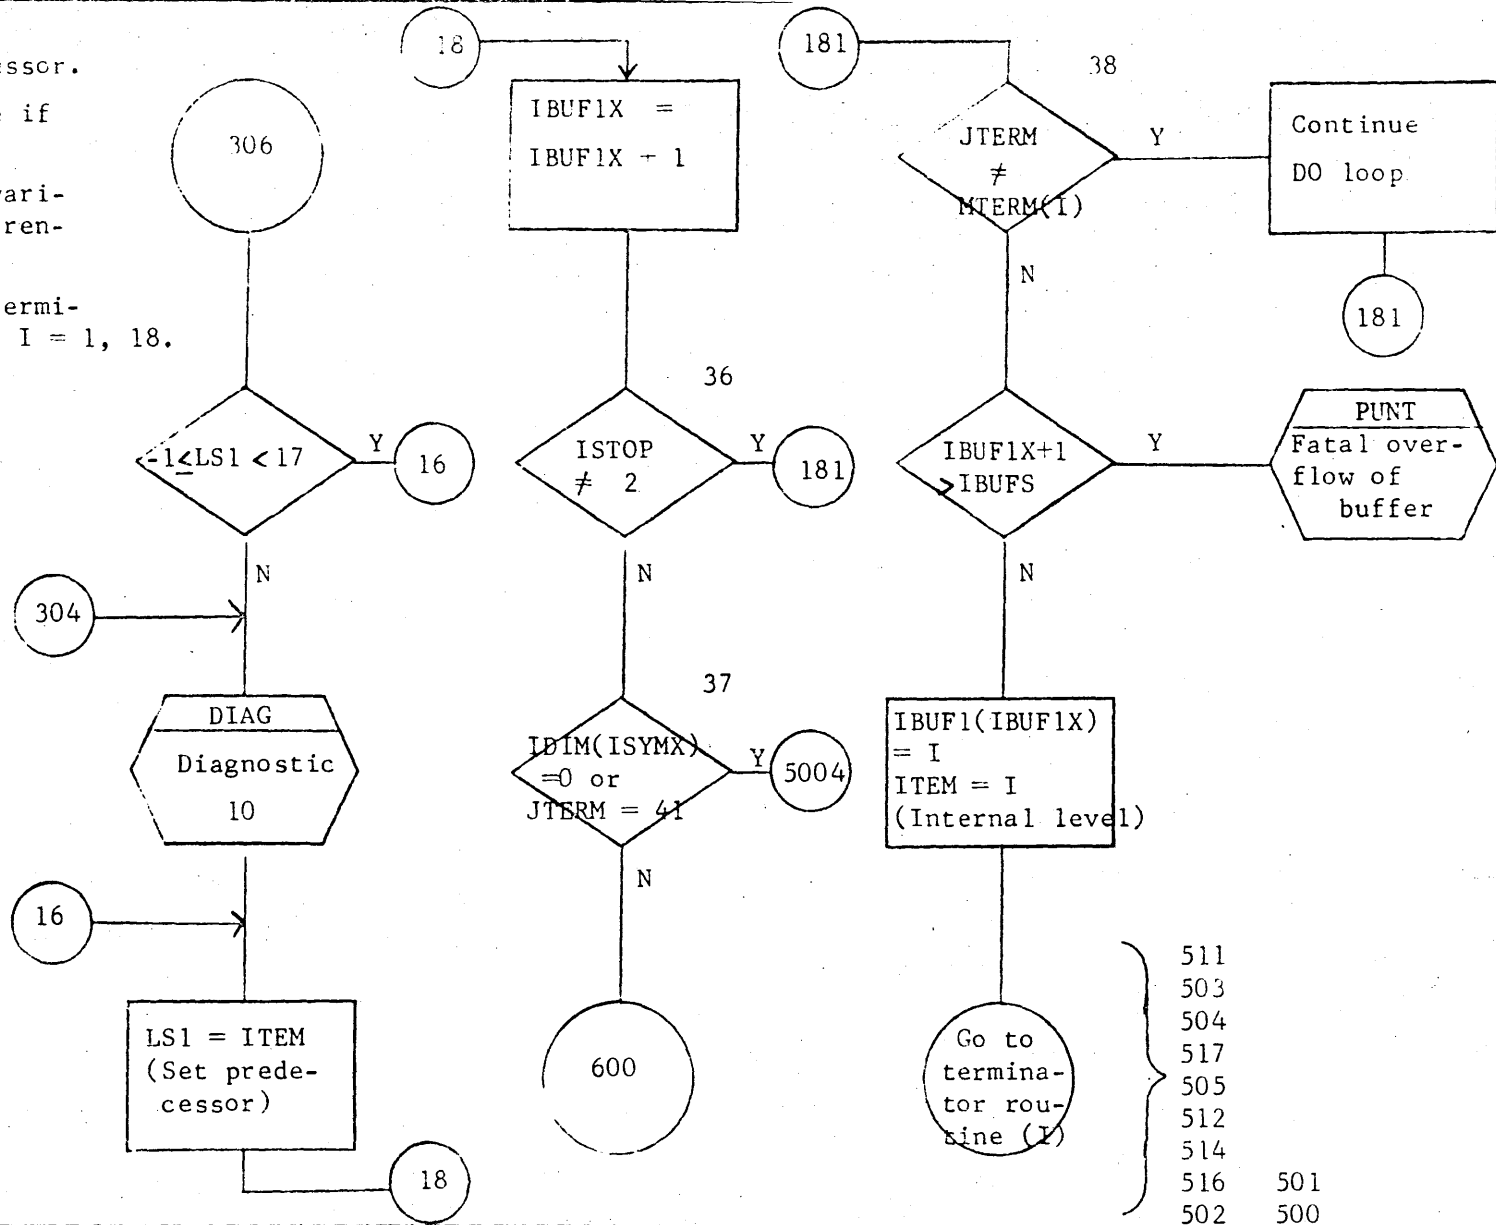 ssor.
if
vari-
ren-
ermi-
I = 1, 18.
306
-1≤LS1 < 17
Y
16
N
304
DIAG
Diagnostic
10
16
LS1 = ITEM
(Set prede-
cessor)
18
18
IBUF1X =
IBUF1X + 1
36
ISTOP
≠ 2
Y
181
N
37
IDIM(ISYMX)
=0 or
JTERM = 41
Y
5004
N
600
181
38
JTERM
≠
MTERM(I)
Y
Continue
DO loop
181
N
IBUF1X+1
>IBUFS
Y
PUNT
Fatal over-
flow of
buffer
N
IBUF1(IBUF1X)
= I
ITEM = I
(Internal level)
Go to
termina-
tor rou-
tine (I)
511
503
504
517
505
512
514
516 501
502 500